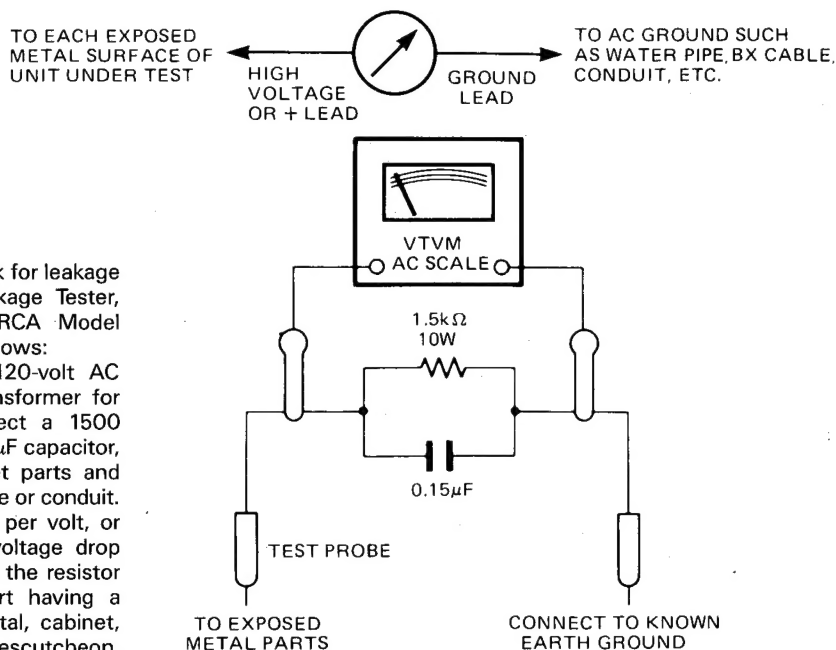 TO EACH EXPOSED
METAL SURFACE OF
UNIT UNDER TEST
HIGH
VOLTAGE
OR + LEAD
GROUND
LEAD
TO AC GROUND SUCH
AS WATER PIPE, BX CABLE,
CONDUIT, ETC.
VTVM
AC SCALE
1.5kΩ
10W
0.15μF
TEST PROBE
TO EXPOSED
METAL PARTS
CONNECT TO KNOWN
EARTH GROUND
for leakage
kage Tester,
RCA Model
ows:
120-volt AC
nsformer for
ect a 1500
μF capacitor,
t parts and
e or conduit.
per volt, or
voltage drop
the resistor
rt having a
tal, cabinet,
escutcheon,